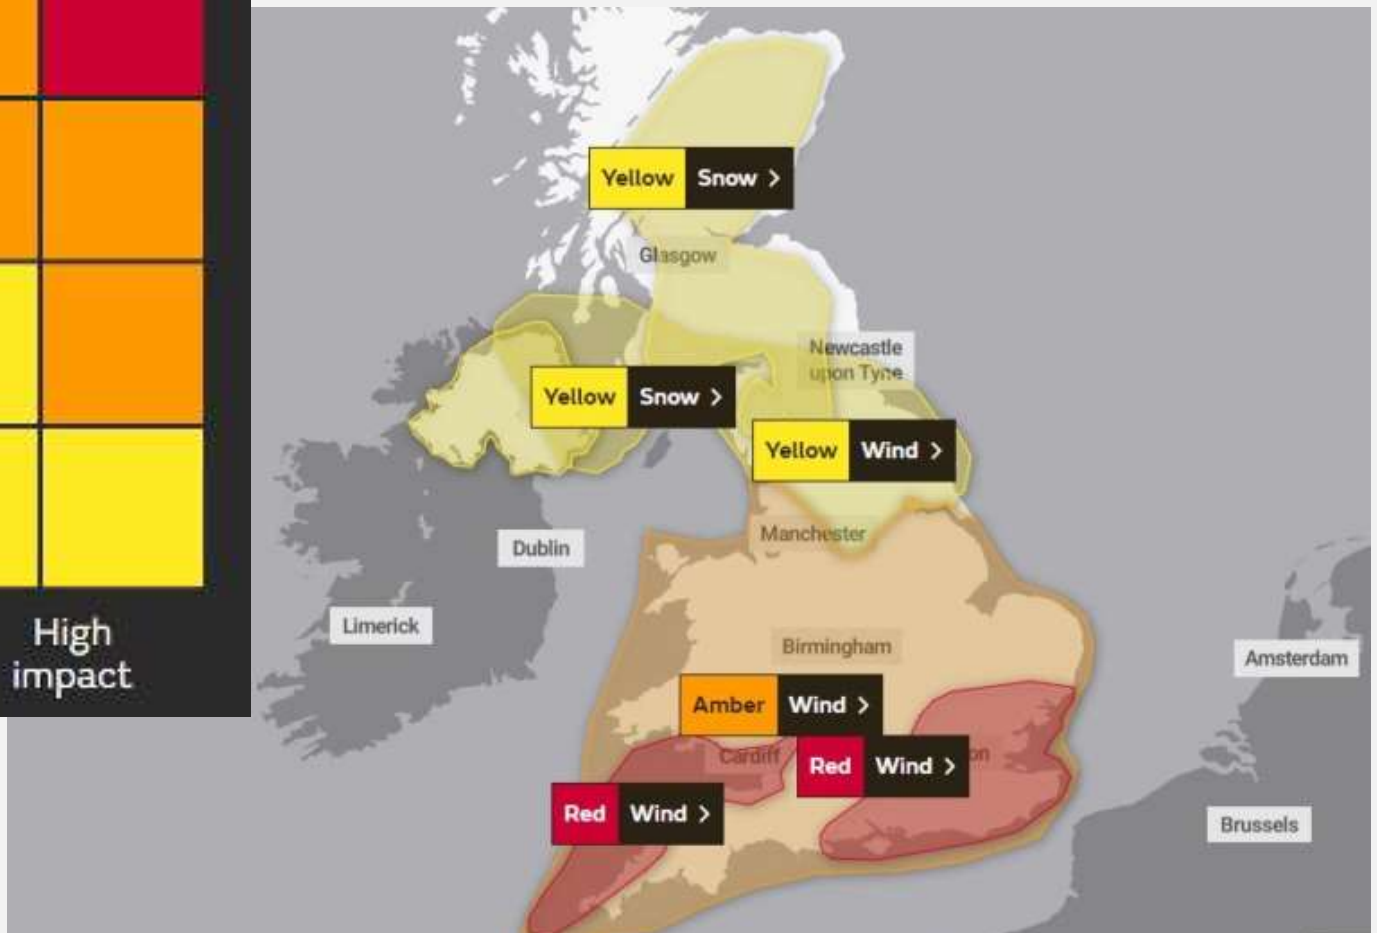 Yellow Snow >
Glasgow
Newcastle
upon Tyne
Yellow Snow >
Yellow Wind >
Manchester
Dublin
Limerick
High
impact
Birmingham
Amsterdam
Amber Wind >
Cardiff
Red Wind >
on
Red Wind >
Brussels